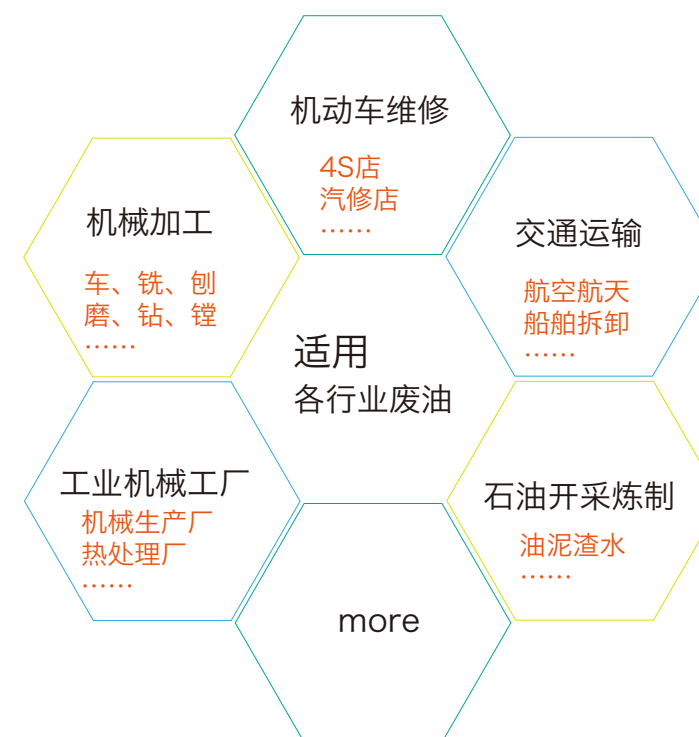 机动车维修
4S店
汽修店
……
机械加工
车、铣、刨
磨、钻、镗
……
交通运输
航空航天
船舶拆卸
……
适用
各行业废油
工业机械工厂
机械生产厂
热处理厂
……
石油开采炼制
油泥渣水
……
more